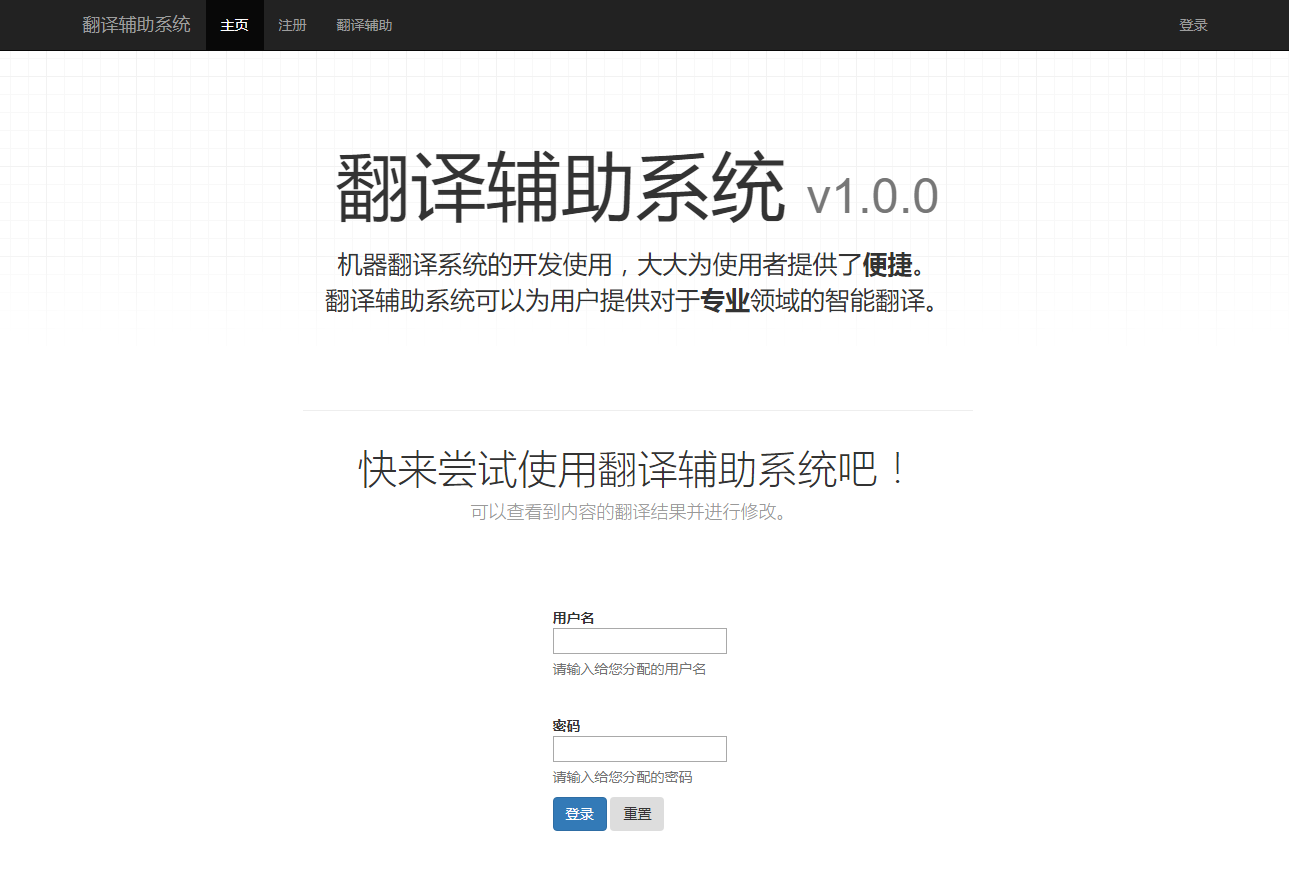 翻译辅助系统 主页 注册 翻译辅助 登录
翻译辅助系统 v1.0.0
机器翻译系统的开发使用，大大为使用者提供了便捷。
翻译辅助系统可以为用户提供对于专业领域的智能翻译。
快来尝试使用翻译辅助系统吧！
可以查看到内容的翻译结果并进行修改。
用户名
请输入给您分配的用户名
密码
请输入给您分配的密码
登录 重置